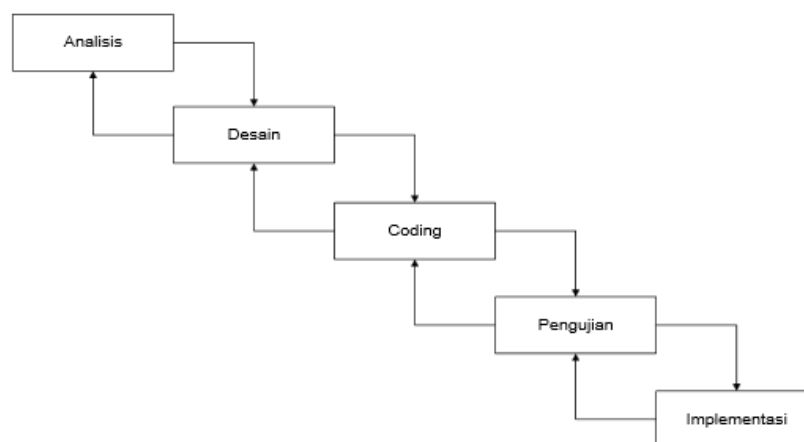 Analisis
Desain
Coding
Pengujian
Implementasi